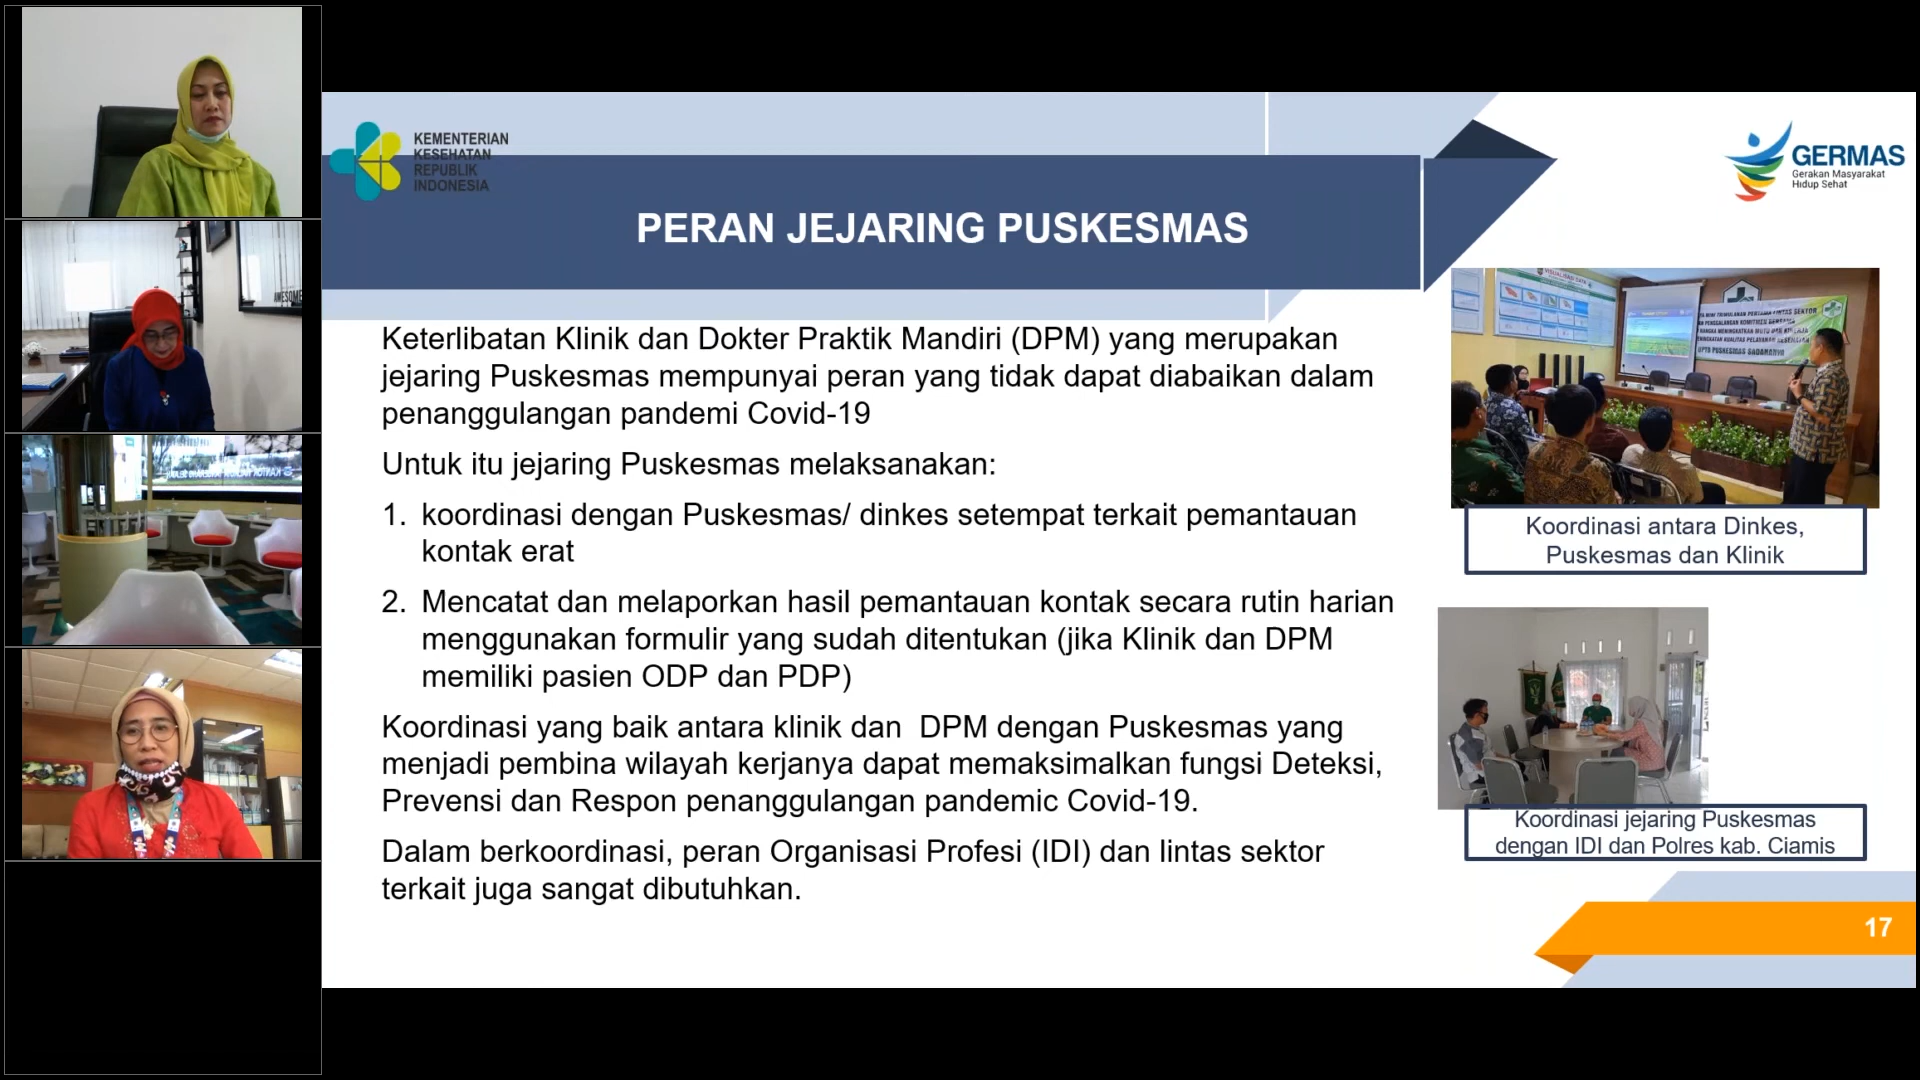 KEMENTERIAN
KESEHATAN
REPUBLIK
INDONESIA
PERAN JEJARING PUSKESMAS
GERMAS
Gerakan Masyarakat
Hidup Sehat
Keterlibatan Klinik dan Dokter Praktik Mandiri (DPM) yang merupakan
jejaring Puskesmas mempunyai peran yang tidak dapat diabaikan dalam
penanggulangan pandemi Covid-19
Untuk itu jejaring Puskesmas melaksanakan:
1. koordinasi dengan Puskesmas/ dinkes setempat terkait pemantauan
kontak erat
2. Mencatat dan melaporkan hasil pemantauan kontak secara rutin harian
menggunakan formulir yang sudah ditentukan (jika Klinik dan DPM
memiliki pasien ODP dan PDP)
Koordinasi yang baik antara klinik dan  DPM dengan Puskesmas yang
menjadi pembina wilayah kerjanya dapat memaksimalkan fungsi Deteksi,
Prevensi dan Respon penanggulangan pandemic Covid-19.
Dalam berkoordinasi, peran Organisasi Profesi (IDI) dan lintas sektor
terkait juga sangat dibutuhkan.
VISUALISASI DATA
Koordinasi antara Dinkes,
Puskesmas dan Klinik
Koordinasi jejaring Puskesmas
dengan IDI dan Polres kab. Ciamis
17
AWESOME